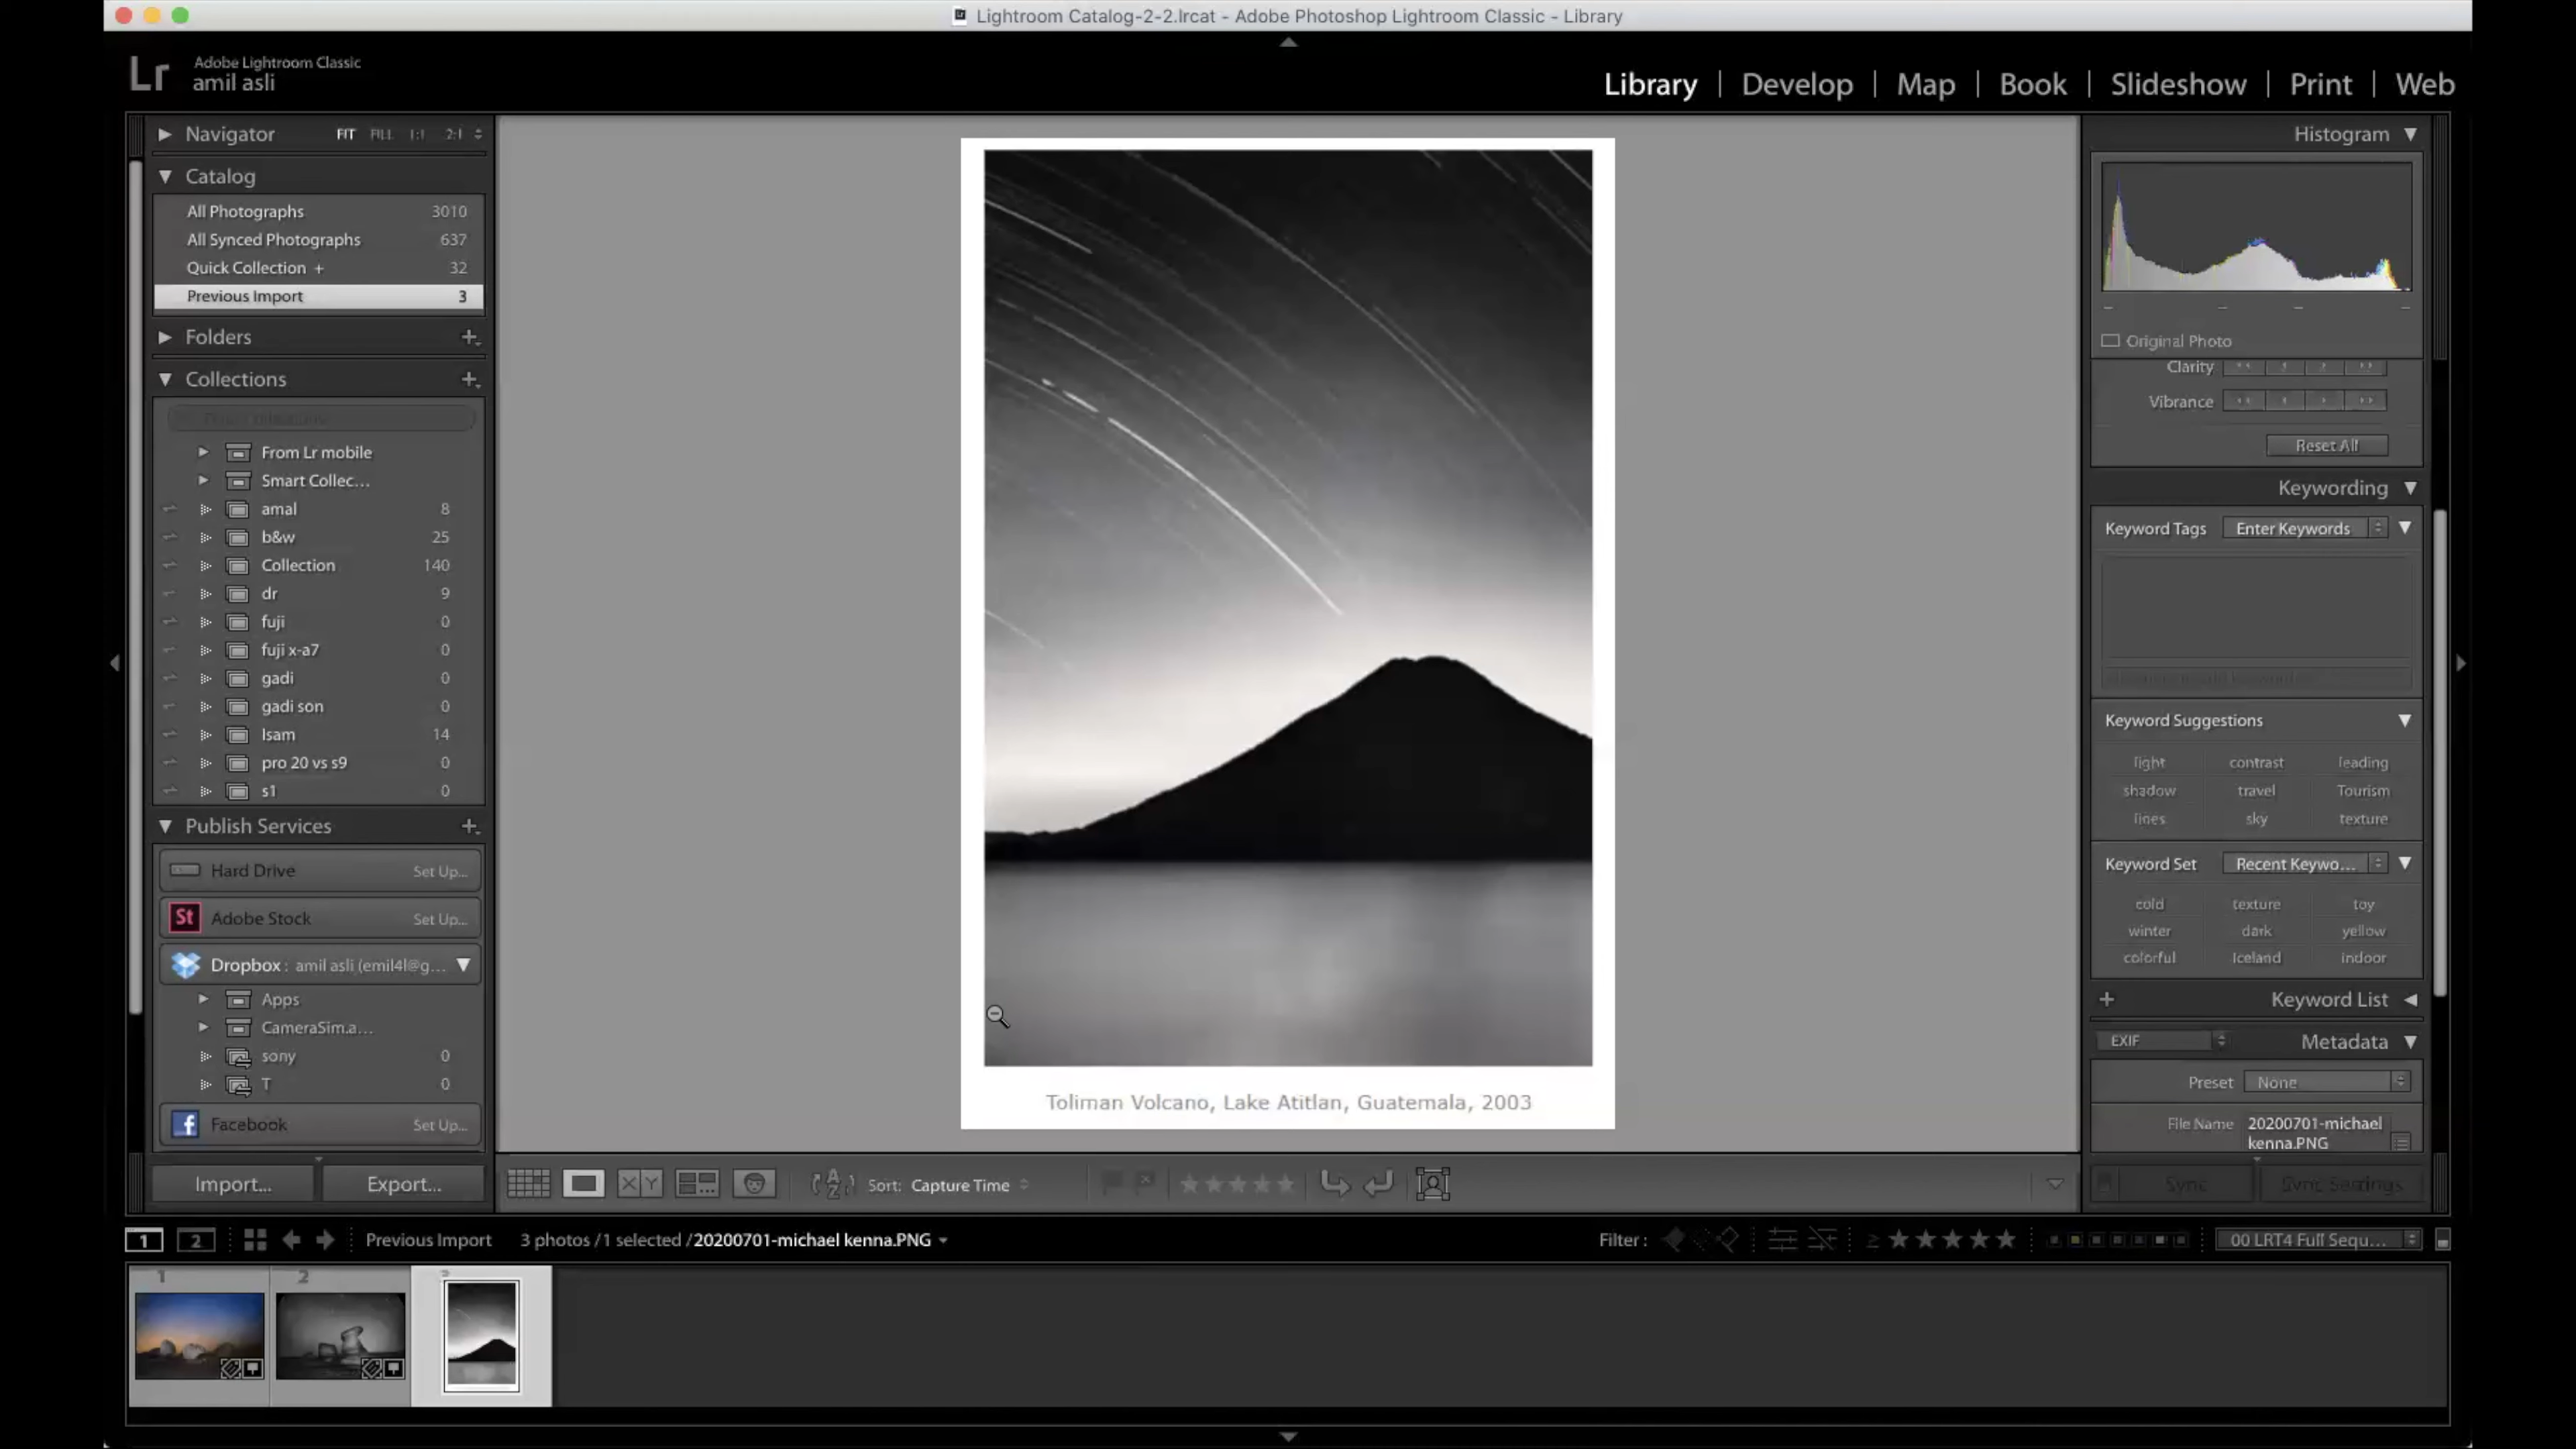 Lightroom Catalog-2-2.lrcat - Adobe Photoshop Lightroom Classic - Library
Lr
Adobe Lightroom Classic
amil asli
Library | Develop | Map | Book | Slideshow | Print | Web
Navigator FIT FILL 1:1 2:1
Catalog
All Photographs 3010
All Synced Photographs 637
Quick Collection + 32
Previous Import 3
Folders
Collections
From Lr mobile
Smart Collec...
amal 8
b&w 25
Collection 140
dr 9
fuji 0
fuji x-a7 0
gadi 0
gadi son 0
Isam 14
pro 20 vs s9 0
s1 0
Publish Services
Hard Drive Set Up...
St Adobe Stock Set Up...
Dropbox : amil asli (emil4l@g...
Apps
CameraSim.a...
sony 0
T 0
f Facebook Set Up...
Import... Export...
Toliman Volcano, Lake Atitlan, Guatemala, 2003
X Y
Sort: Capture Time
Histogram
Original Photo
Clarity
Vibrance
Reset All
Keywording
Keyword Tags Enter Keywords
Keyword Suggestions
light contrast leading
shadow travel Tourism
lines sky texture
Keyword Set Recent Keywo...
cold texture toy
winter dark yellow
colorful Iceland indoor
Keyword List
EXIF Metadata
Preset None
File Name 20200701-michael
kenna.PNG
Sync Sync Settings
1 2 Previous Import 3 photos /1 selected /20200701-michael kenna.PNG
Filter : 00 LRT4 Full Sequ...
1 2